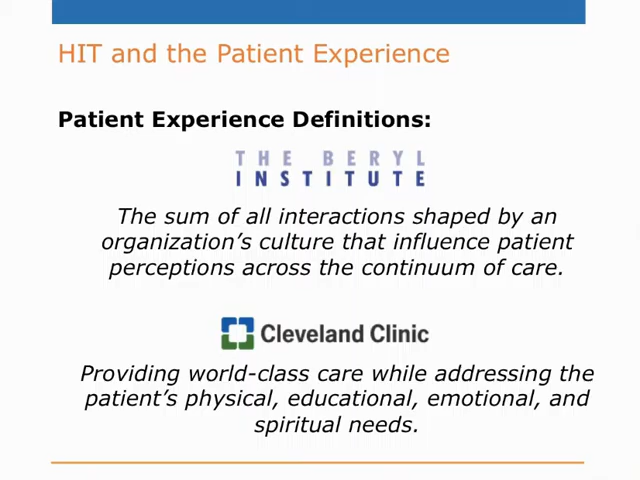 HIT and the Patient Experience
Patient Experience Definitions:
THE BERYL
INSTITUTE
The sum of all interactions shaped by an
organization’s culture that influence patient
perceptions across the continuum of care.
Cleveland Clinic
Providing world-class care while addressing the
patient’s physical, educational, emotional, and
spiritual needs.